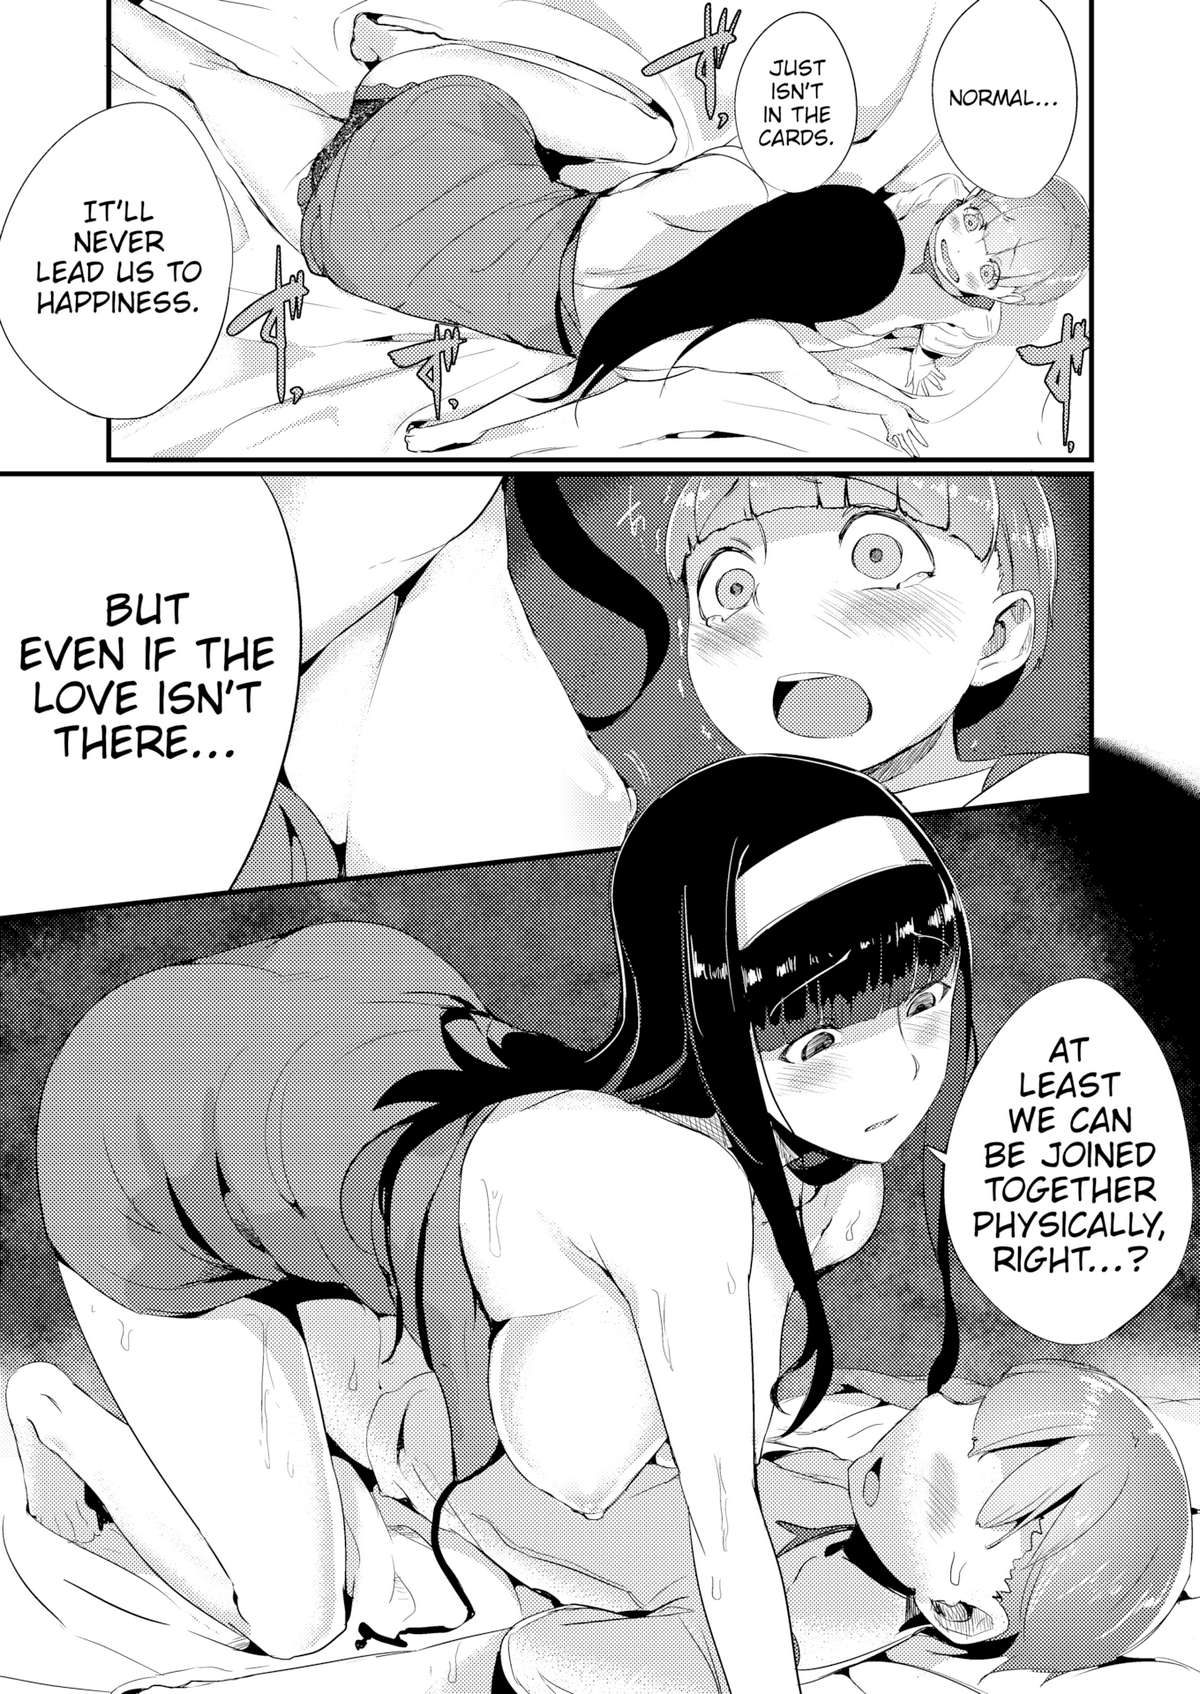 NORMAL...
JUST
ISN'T
IN THE
CARDS.
IT'LL
NEVER
LEAD US TO
HAPPINESS.
BUT
EVEN IF THE
LOVE ISN'T
THERE...
AT
LEAST
WE CAN
BE JOINED
TOGETHER
PHYSICALLY,
RIGHT...?